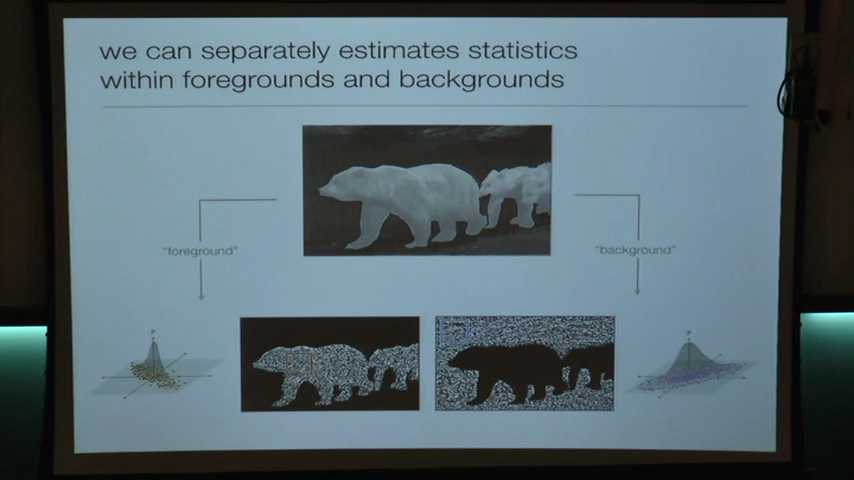 we can separately estimates statistics
within foregrounds and backgrounds
"foreground"
"background"